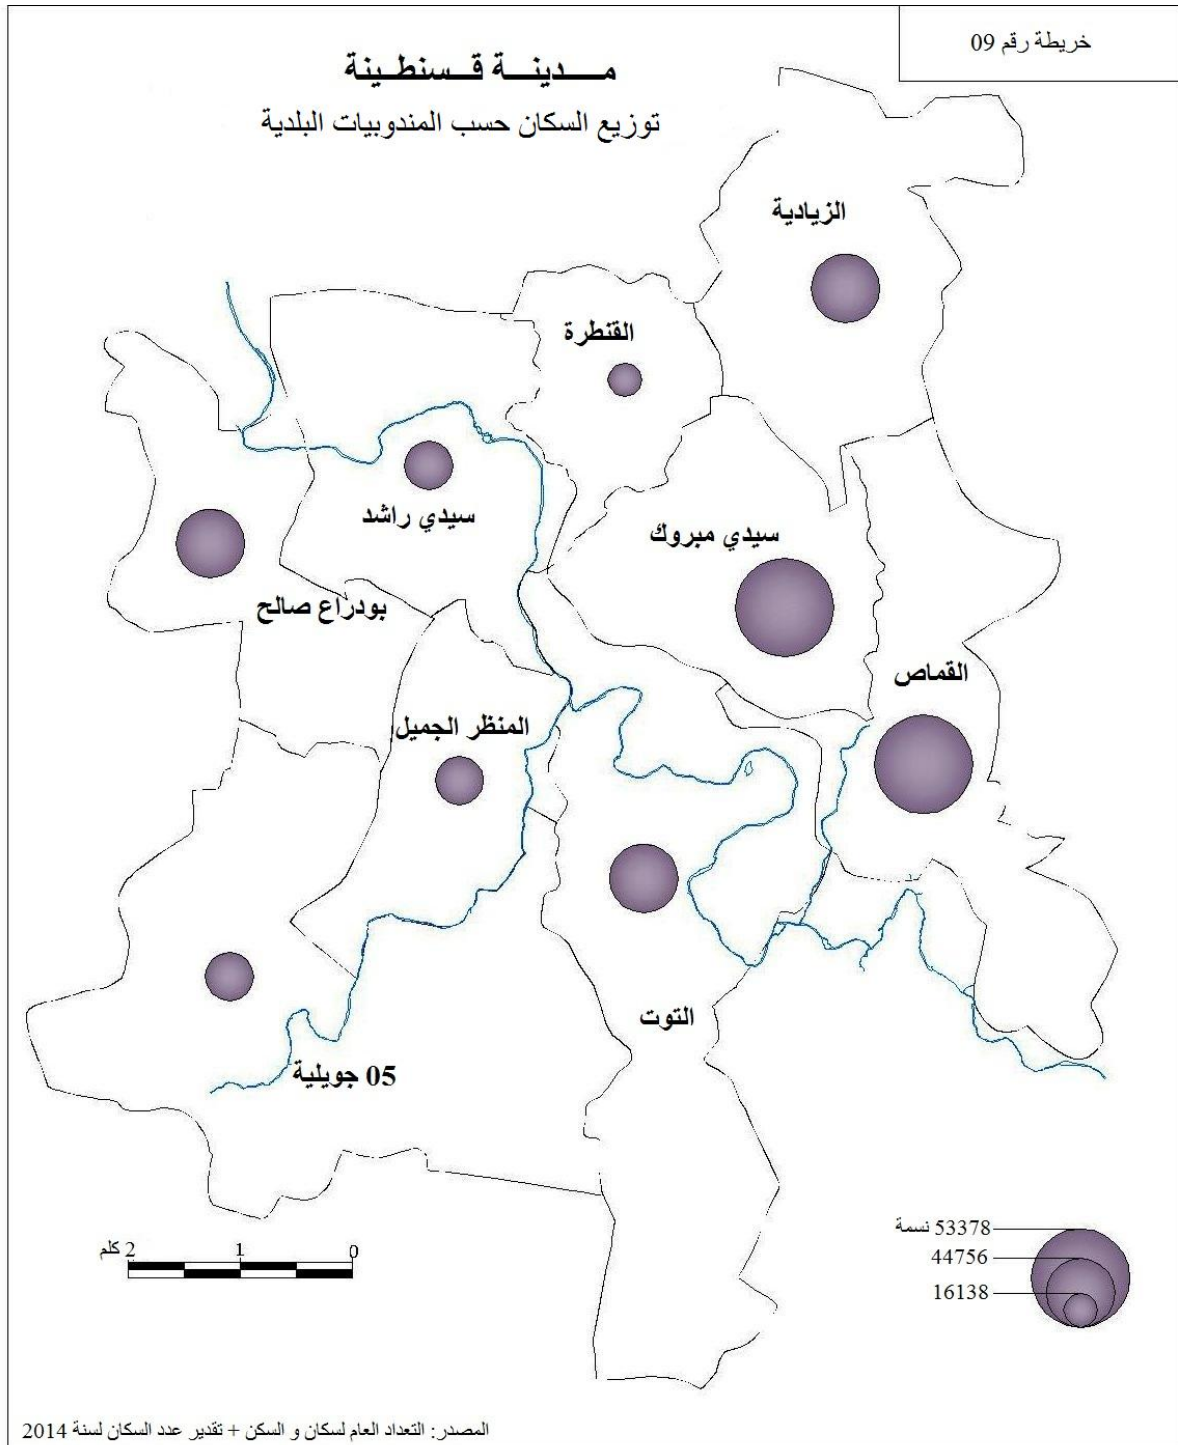 خريطة رقم 09
مـــدينـــة قــسنطــينة
توزيع السكان حسب المندوبيات البلدية
الزيادية
القنطرة
سيدي راشد
سيدي مبروك
بودراع صالح
القماص
المنظر الجميل
التوت
05 جويلية
53378 نسمة
44756
16138
0 1 2 كلم
المصدر: التعداد العام لسكان و السكن + تقدير عدد السكان لسنة 2014